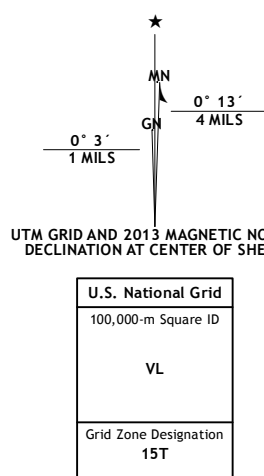 ★
MN
0° 13´
4 MILS
GN
0° 3´
1 MILS
UTM GRID AND 2013 MAGNETIC NO
DECLINATION AT CENTER OF SHE
U.S. National Grid
100,000-m Square ID
VL
Grid Zone Designation
15T